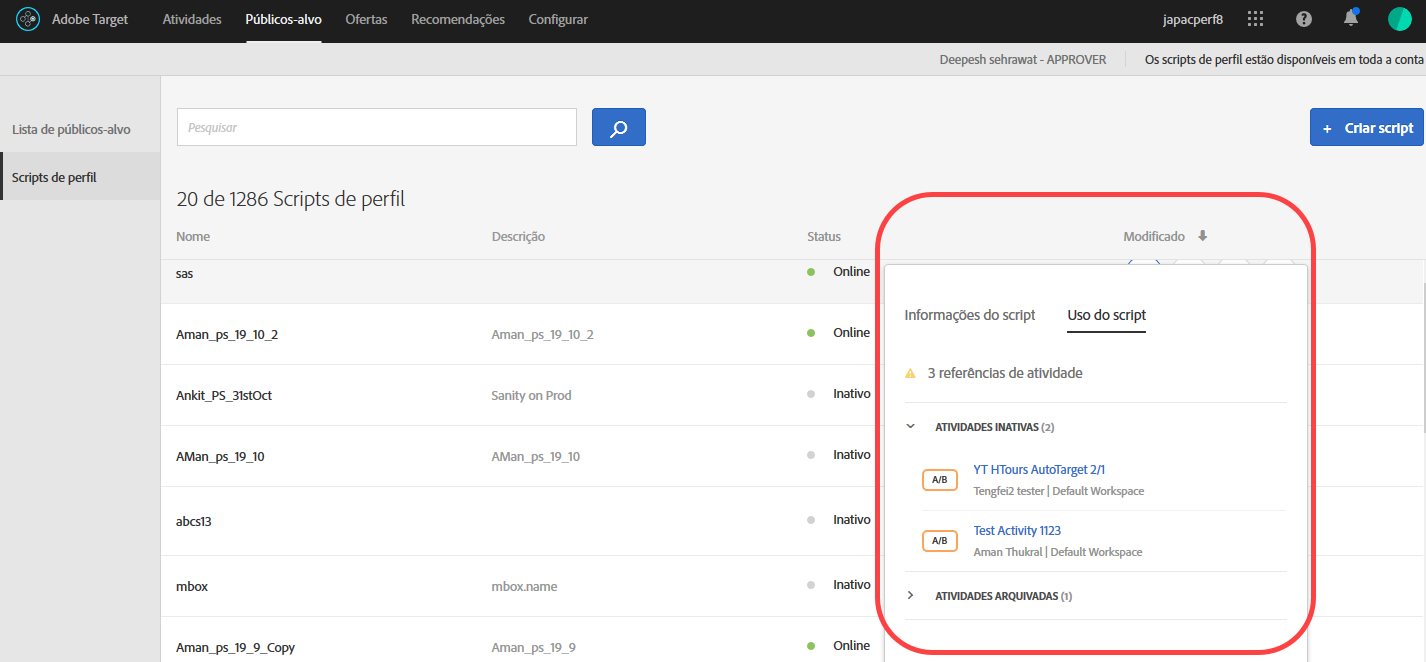 Adobe Target Atividades Públicos-alvo Ofertas Recomendações Configurar japacperf8
Deepesh sehrawat - APPROVER Os scripts de perfil estão disponíveis em toda a conta
Lista de públicos-alvo
Scripts de perfil
Pesquisar
+ Criar script
20 de 1286 Scripts de perfil
Nome Descrição Status Modificado
sas Online
Aman_ps_19_10_2 Aman_ps_19_10_2 Online
Ankit_PS_31stOct Sanity on Prod Inativo
AMan_ps_19_10 AMan_ps_19_10 Inativo
abcs13 Inativo
mbox mbox.name Inativo
Aman_ps_19_9_Copy Aman_ps_19_9 Online
Informações do script Uso do script
3 referências de atividade
ATIVIDADES INATIVAS (2)
A/B YT HTours AutoTarget 2/1
Tengfei2 tester | Default Workspace
A/B Test Activity 1123
Aman Thukral | Default Workspace
ATIVIDADES ARQUIVADAS (1)